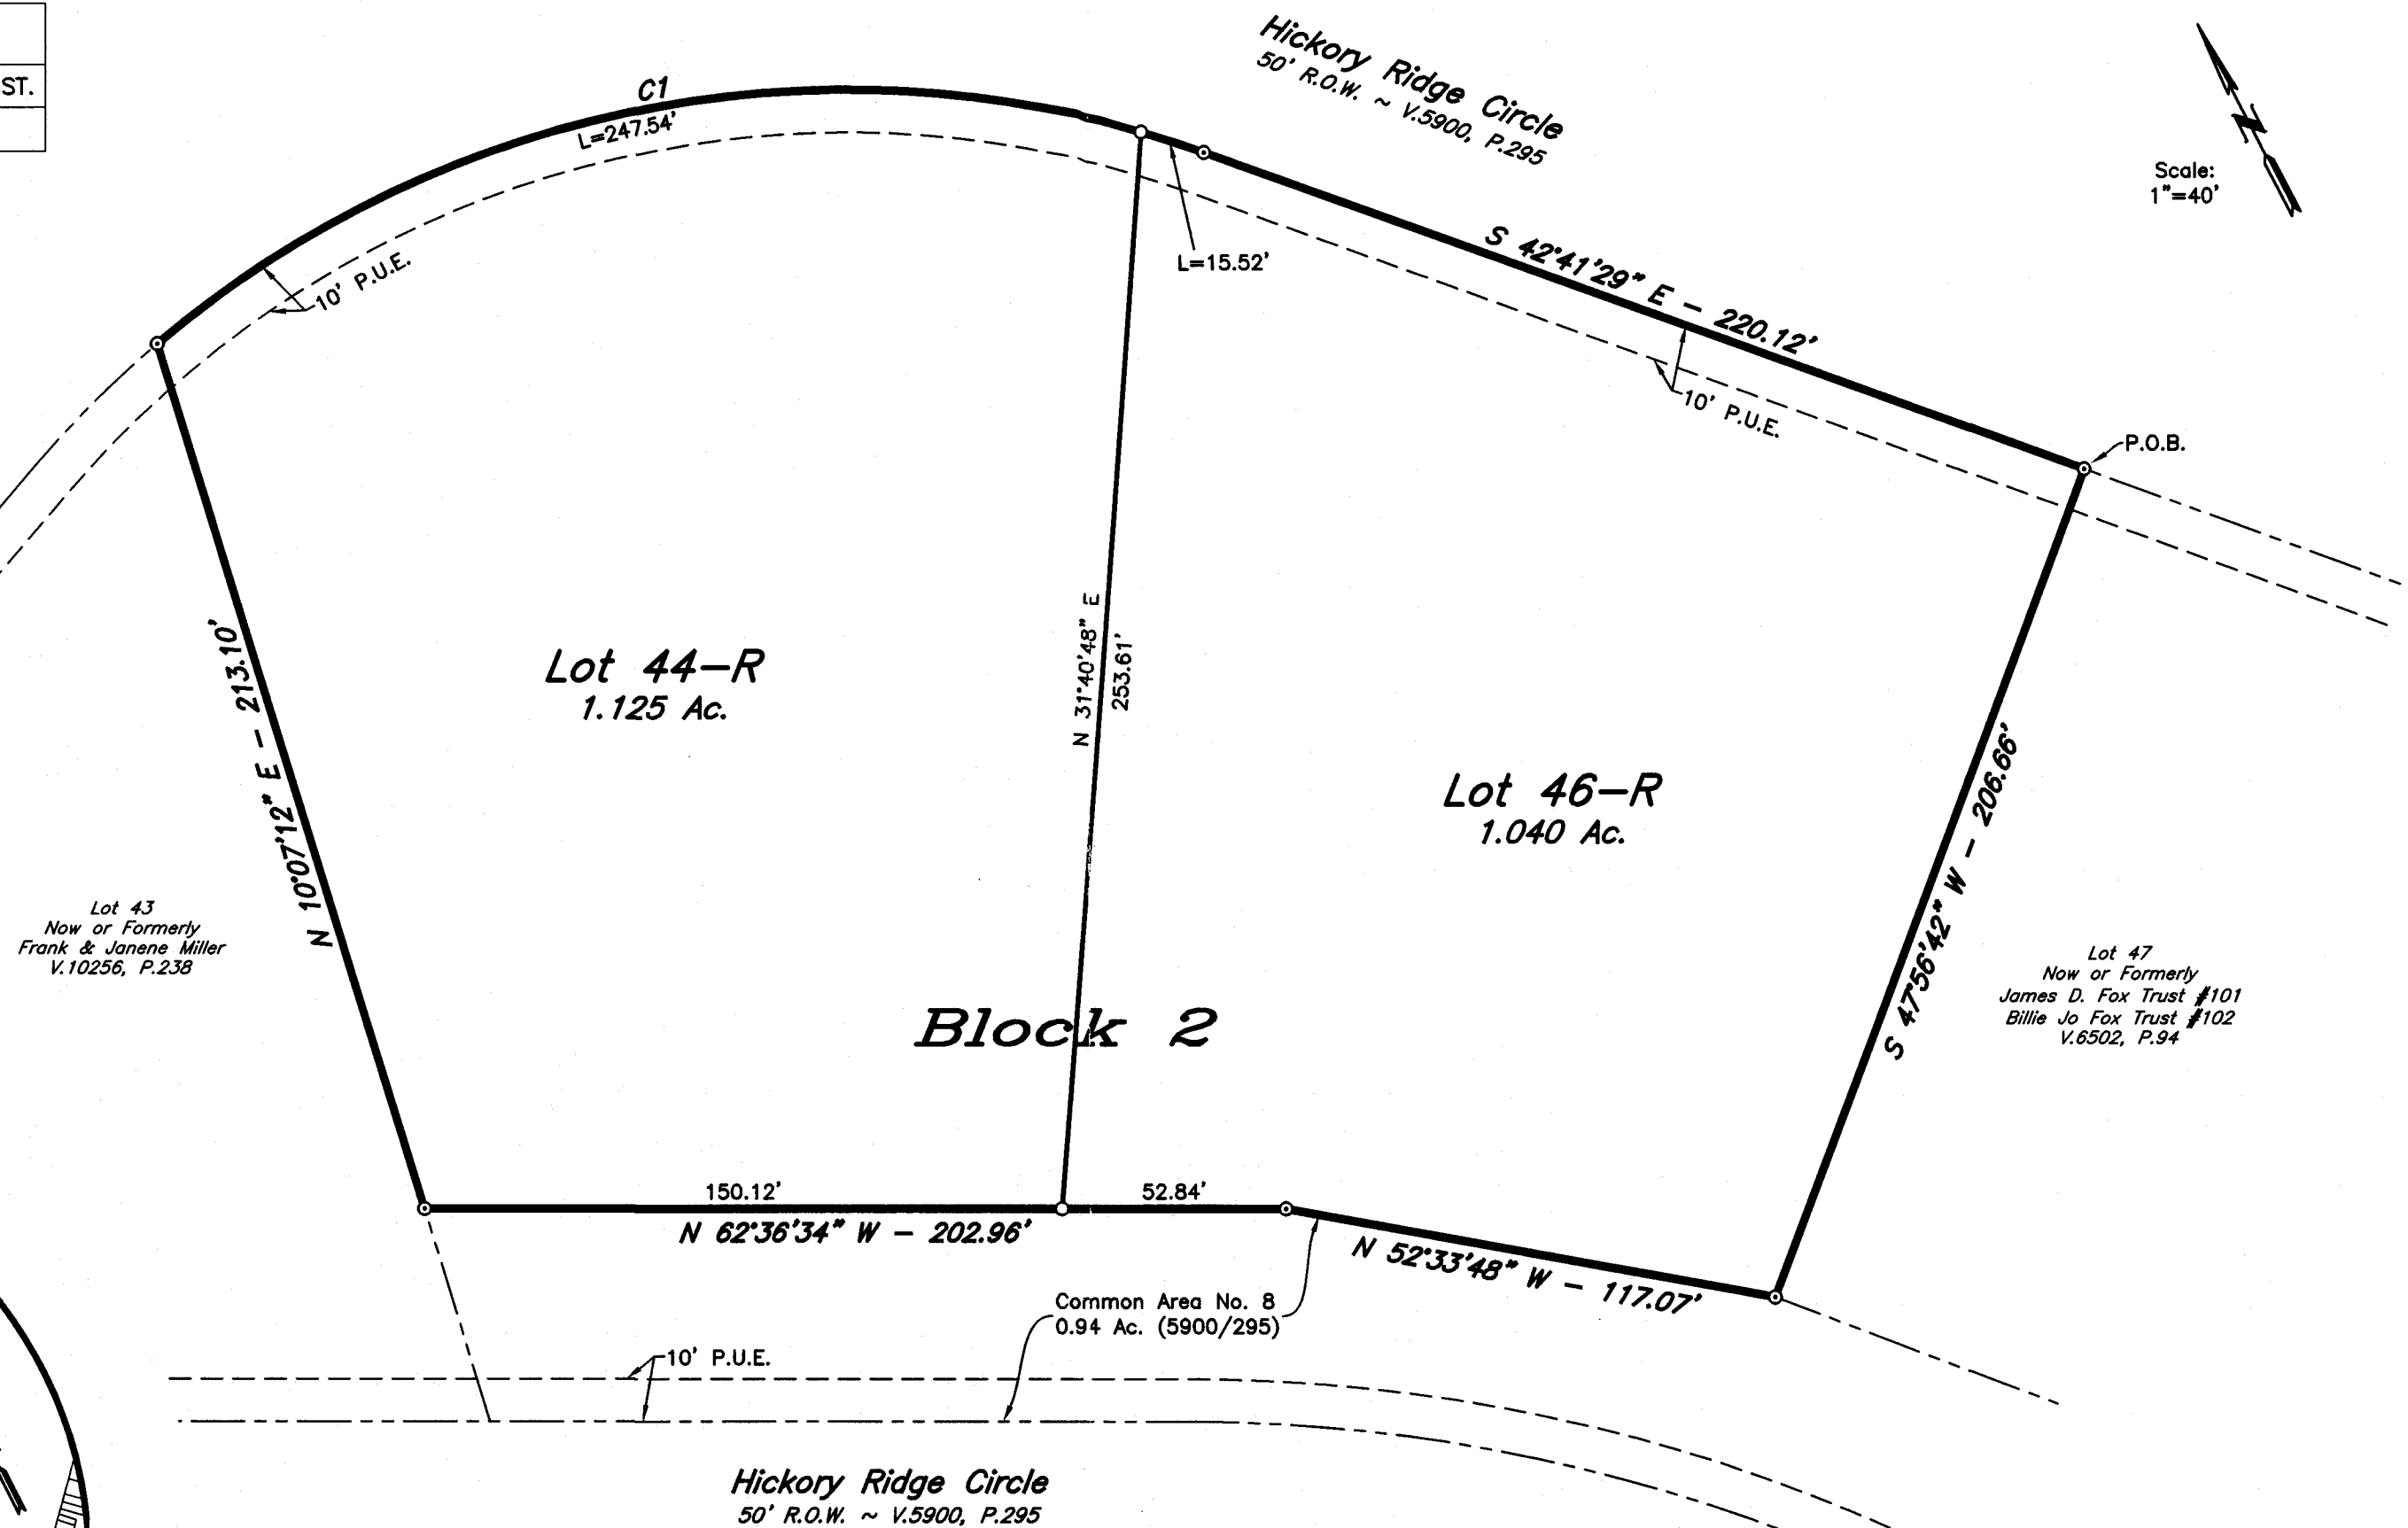 ST.
Hickory Ridge Circle
50' R.O.W. ~ V.5900, P.295
Scale:
1"=40'
C1
L=247.54'
10' P.U.E.
L=15.52'
S 42°41'29" E - 220.12'
10' P.U.E.
P.O.B.
N 10°07'12" E - 213.10'
Lot 44-R
1.125 Ac.
N 31°40'48" E
253.61'
Lot 46-R
1.040 Ac.
S 47°56'42" W - 206.66'
Lot 43
Now or Formerly
Frank & Janene Miller
V.10256, P.238
Lot 47
Now or Formerly
James D. Fox Trust #101
Billie Jo Fox Trust #102
V.6502, P.94
Block 2
150.12'
52.84'
N 62°36'34" W - 202.96'
N 52°33'48" W - 117.07'
Common Area No. 8
0.94 Ac. (5900/295)
10' P.U.E.
Hickory Ridge Circle
50' R.O.W. ~ V.5900, P.295